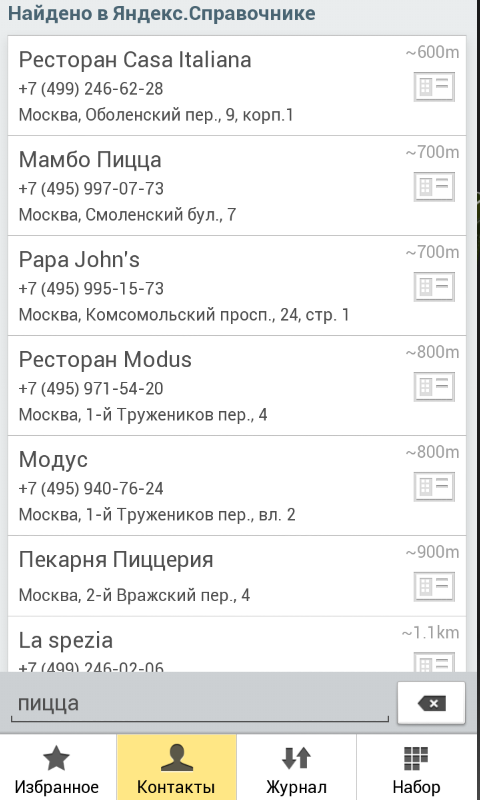 Найдено в Яндекс.Справочнике
Ресторан Casa Italiana
~600m
+7 (499) 246-62-28
Москва, Оболенский пер., 9, корп.1
Мамбо Пицца
~700m
+7 (495) 997-07-73
Москва, Смоленский бул., 7
Papa John's
~700m
+7 (495) 995-15-73
Москва, Комсомольский просп., 24, стр. 1
Ресторан Modus
~800m
+7 (495) 971-54-20
Москва, 1-й Тружеников пер., 4
Модус
~800m
+7 (495) 940-76-24
Москва, 1-й Тружеников пер., вл. 2
Пекарня Пиццерия
~900m
Москва, 2-й Вражский пер., 4
La spezia
~1.1km
+7 (499) 246-02-06
пицца
Избранное
Контакты
Журнал
Набор